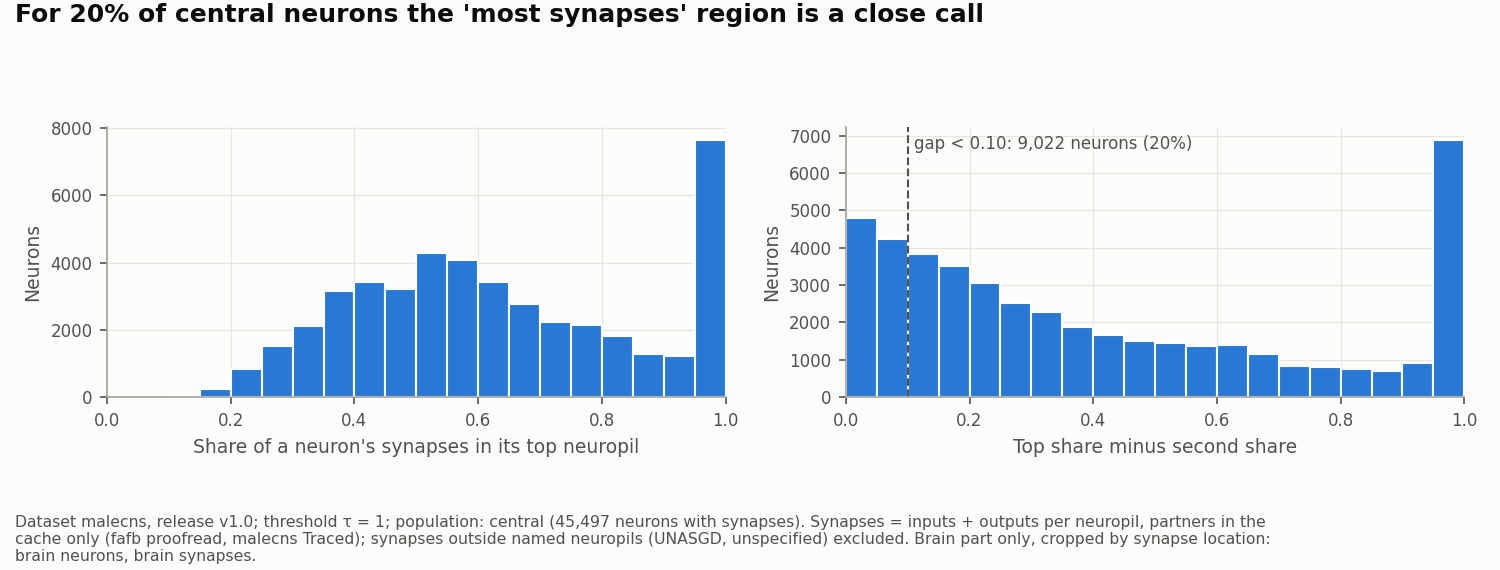 For 20% of central neurons the 'most synapses' region is a close call
8000
6000
4000
2000
0
Neurons
0.0
0.2
0.4
0.6
0.8
1.0
Share of a neuron's synapses in its top neuropil
7000
6000
5000
4000
3000
2000
1000
0
Neurons
gap < 0.10: 9,022 neurons (20%)
0.0
0.2
0.4
0.6
0.8
1.0
Top share minus second share
Dataset malecns, release v1.0; threshold τ = 1; population: central (45,497 neurons with synapses). Synapses = inputs + outputs per neuropil, partners in the
cache only (fafb proofread, malecns Traced); synapses outside named neuropils (UNASGD, unspecified) excluded. Brain part only, cropped by synapse location:
brain neurons, brain synapses.